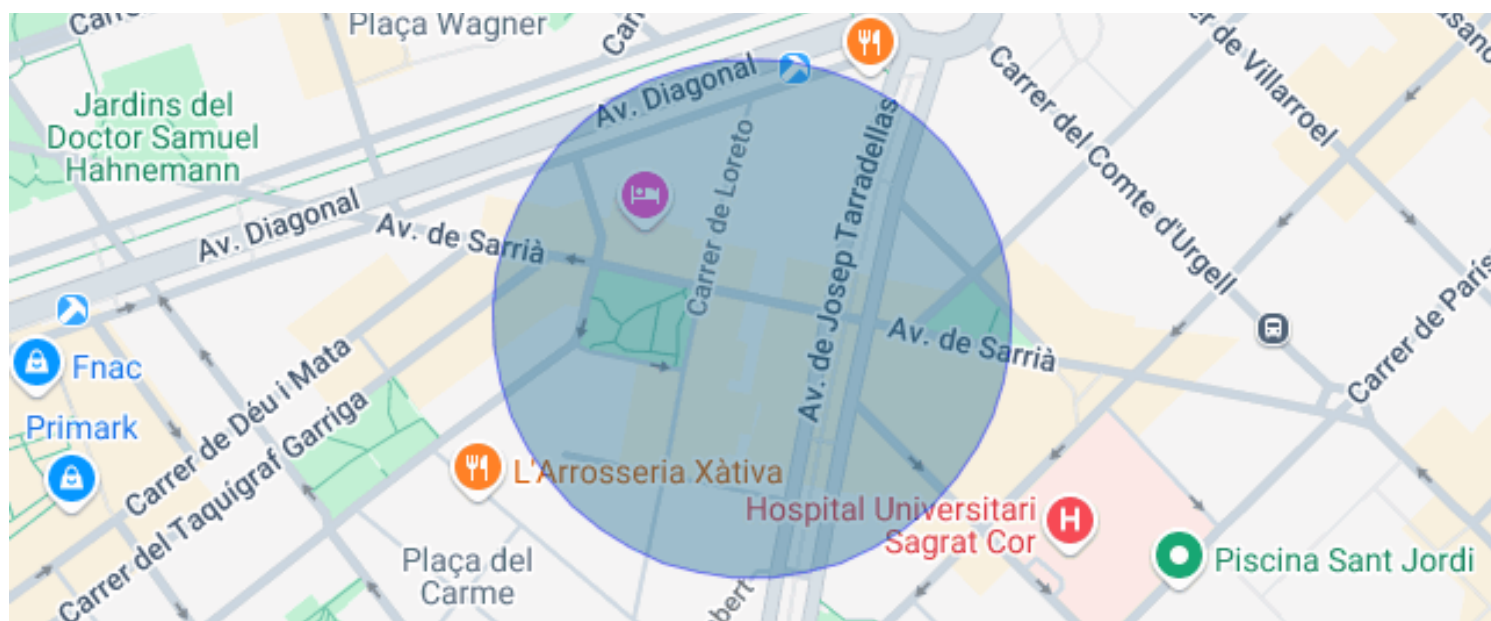 Plaça Wagner
Av. Diagonal
Jardins del
Doctor Samuel
Hahnemann
Carrer de Villarroel
Carrer del Comte d'Urgell
Carrer de Loreto
Av. de Josep Tarradellas
Av. Diagonal
Av. de Sarrià
Av. de Sarrià
Carrer de París
Fnac
Primark
Carrer de Déu i Mata
Carrer del Taquígraf Garriga
L'Arrosseria Xàtiva
Hospital Universitari
Sagrat Cor
H
Piscina Sant Jordi
Plaça del
Carme